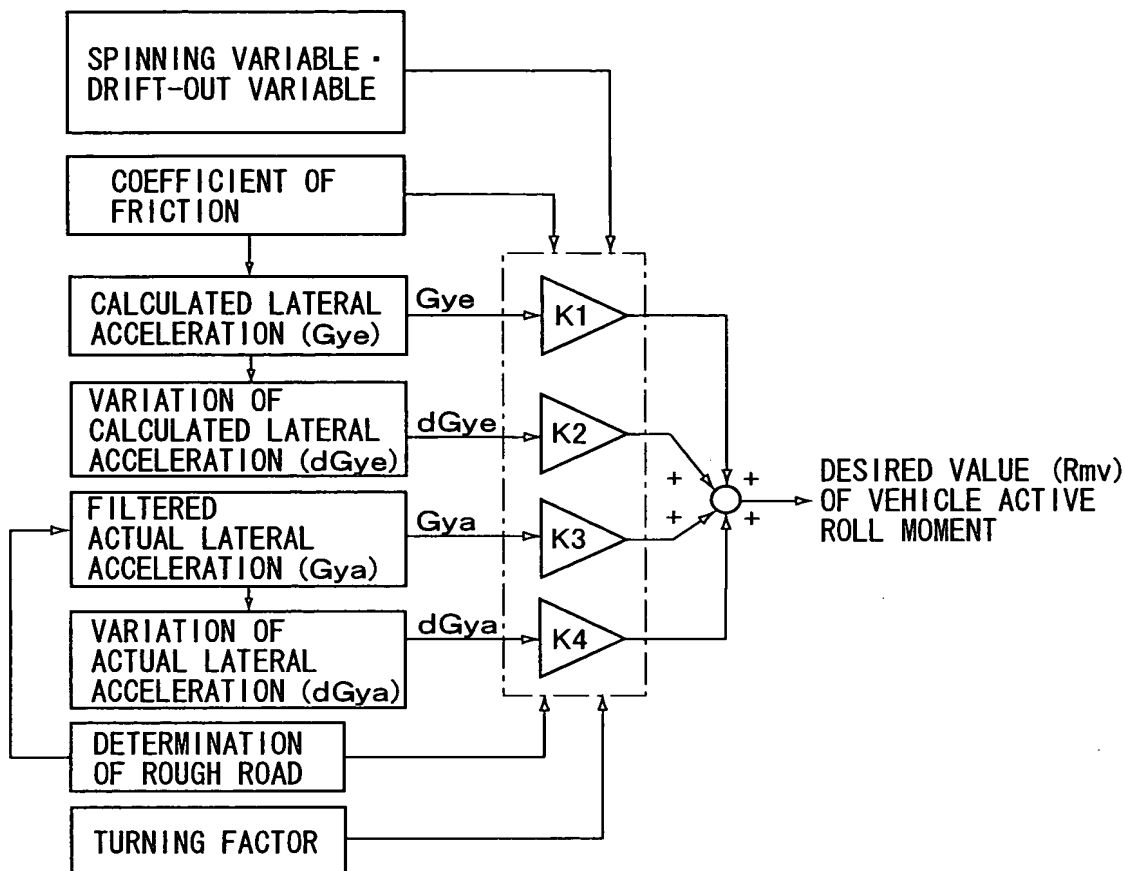 SPINNING VARIABLE ·
DRIFT-OUT VARIABLE
COEFFICIENT OF
FRICTION
CALCULATED LATERAL
ACCELERATION (Gye)
Gye
K1
VARIATION OF
CALCULATED LATERAL
ACCELERATION (dGye)
dGye
K2
FILTERED
ACTUAL LATERAL
ACCELERATION (Gya)
Gya
K3
VARIATION OF
ACTUAL LATERAL
ACCELERATION (dGya)
dGya
K4
+ +
+ +
DESIRED VALUE (Rmv)
OF VEHICLE ACTIVE
ROLL MOMENT
DETERMINATION
OF ROUGH ROAD
TURNING FACTOR